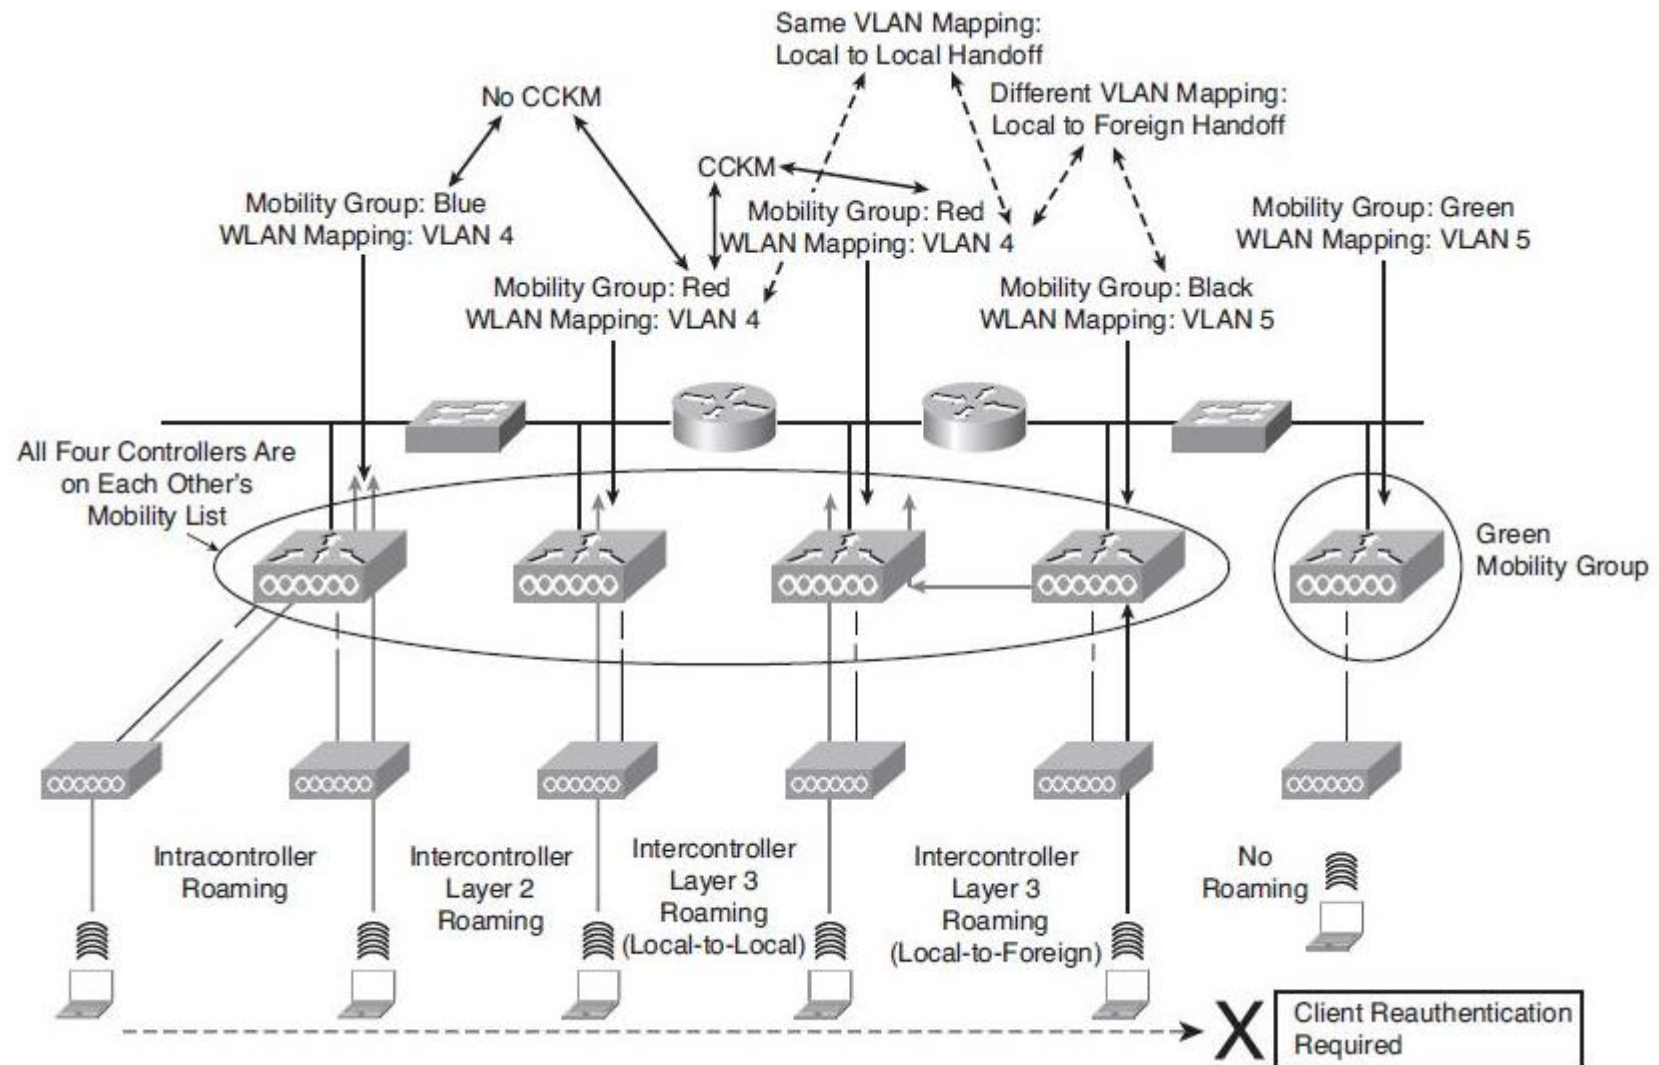 Same VLAN Mapping:
Local to Local Handoff
No CCKM
Different VLAN Mapping:
Local to Foreign Handoff
CCKM
Mobility Group: Blue
WLAN Mapping: VLAN 4
Mobility Group: Red
WLAN Mapping: VLAN 4
Mobility Group: Green
WLAN Mapping: VLAN 5
Mobility Group: Red
WLAN Mapping: VLAN 4
Mobility Group: Black
WLAN Mapping: VLAN 5
All Four Controllers Are
on Each Other's
Mobility List
Green
Mobility Group
Intracontroller
Roaming
Intercontroller
Layer 2
Roaming
Intercontroller
Layer 3
Roaming
(Local-to-Local)
Intercontroller
Layer 3
Roaming
(Local-to-Foreign)
No
Roaming
X
Client Reauthentication
Required